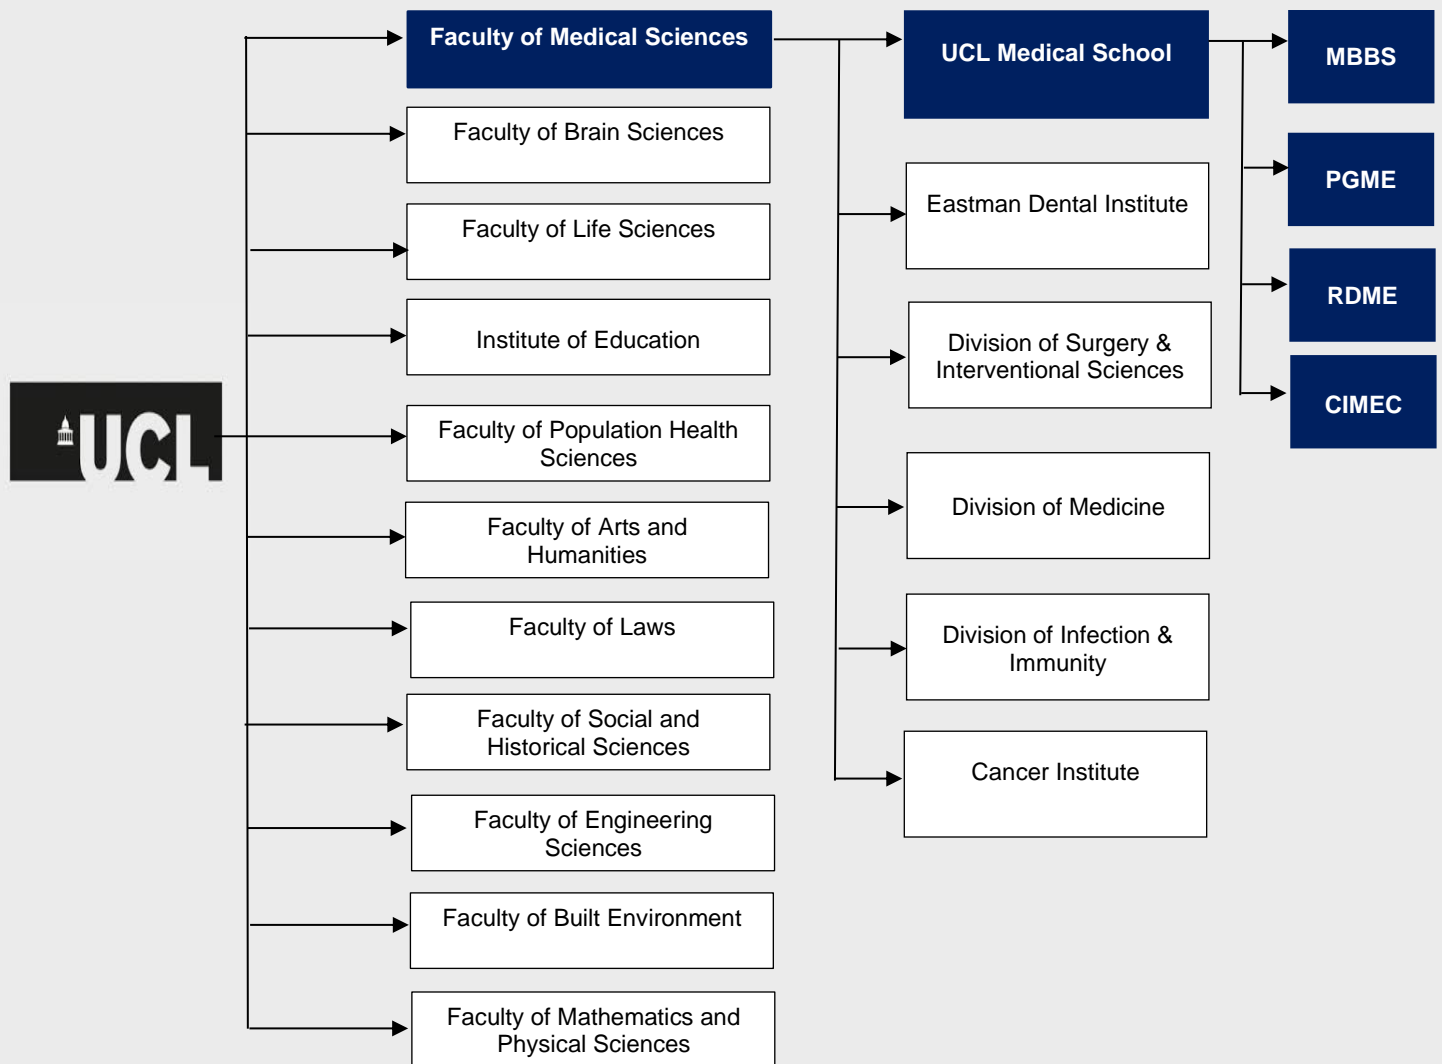 Faculty of Medical Sciences
Faculty of Brain Sciences
Faculty of Life Sciences
Institute of Education
Faculty of Population Health
Sciences
Faculty of Arts and
Humanities
Faculty of Laws
Faculty of Social and
Historical Sciences
Faculty of Engineering
Sciences
Faculty of Built Environment
Faculty of Mathematics and
Physical Sciences
UCL
UCL Medical School
Eastman Dental Institute
Division of Surgery &
Interventional Sciences
Division of Medicine
Division of Infection &
Immunity
Cancer Institute
MBBS
PGME
RDME
CIMEC